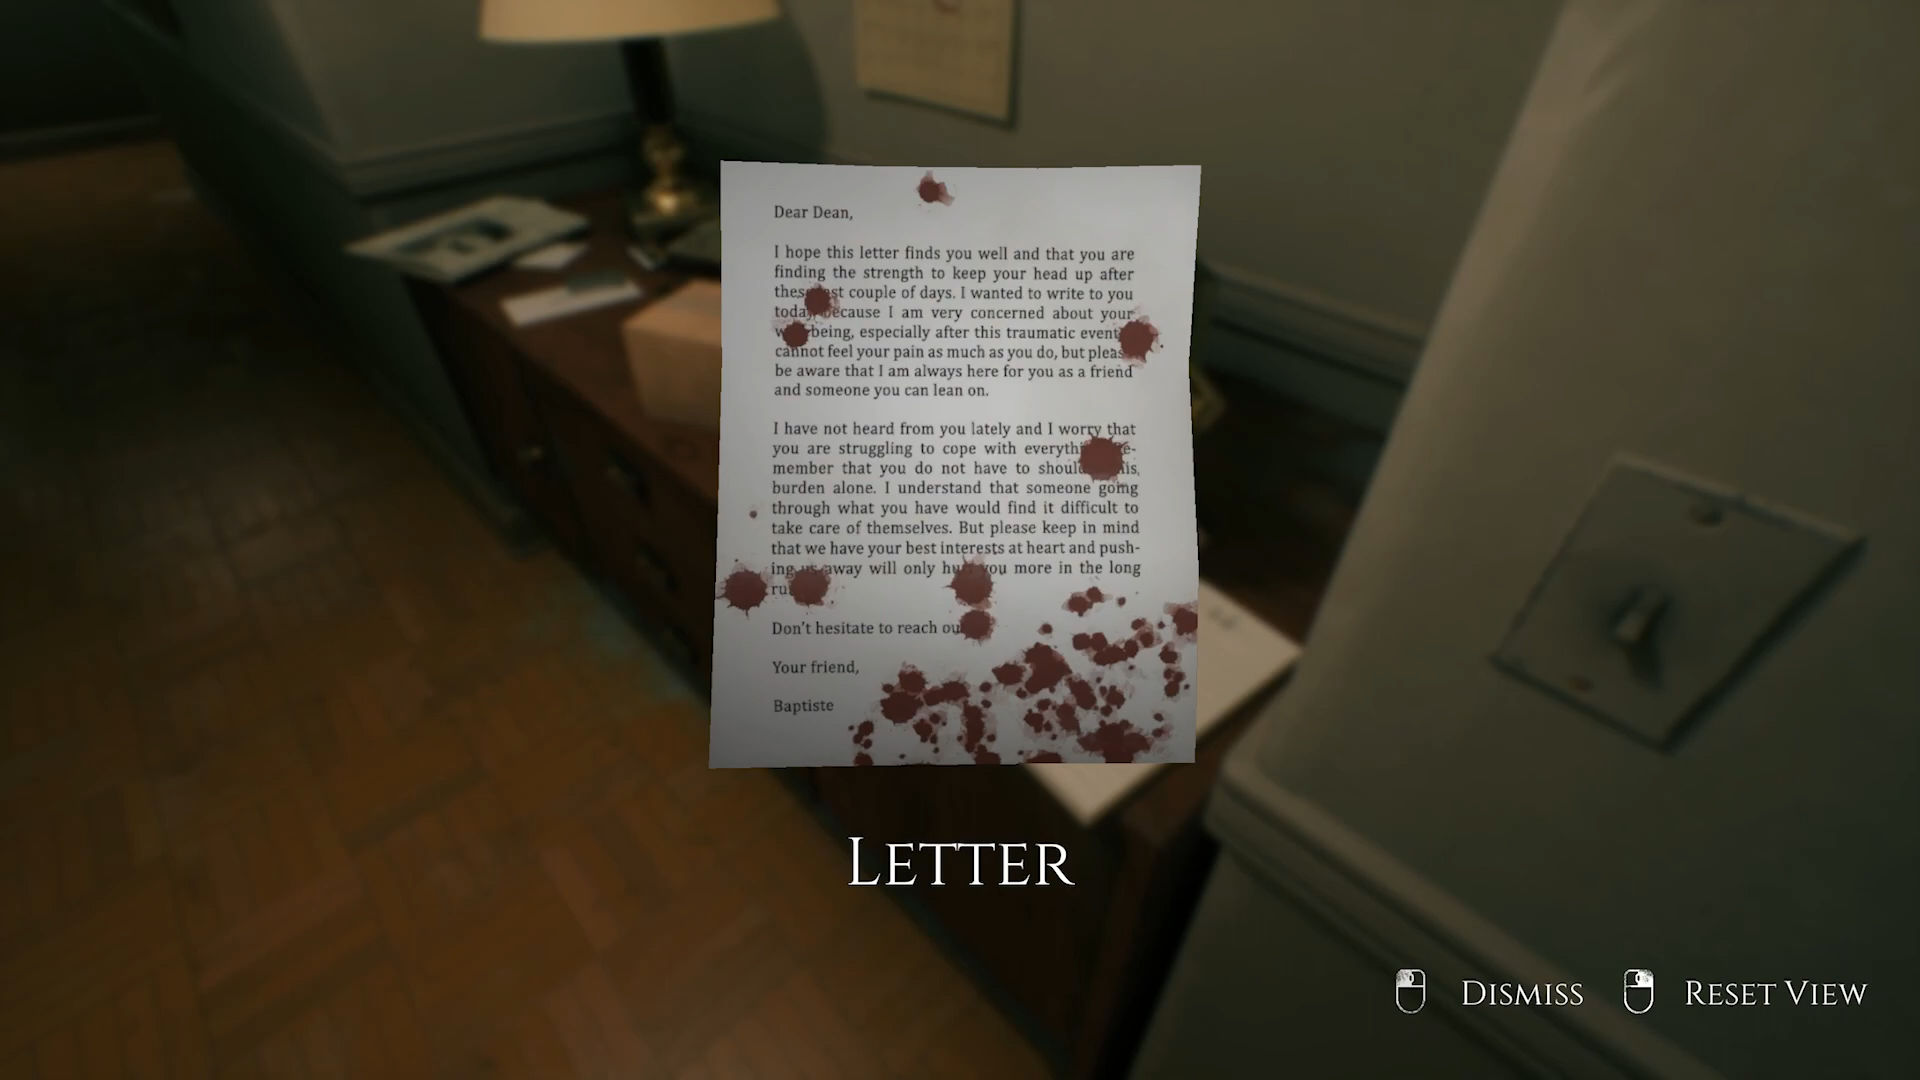 Dear Dean,
I hope this letter finds you well and that you are
finding the strength to keep your head up after
couple of days. I wanted to write to you
because I am very concerned about your
being, especially after this traumatic event
cannot feel your pain as much as you do, but please
be aware that I am always here for you as a friend
and someone you can lean on.
I have not heard from you lately and I worry that
you are struggling to cope with
member that you do not have to
burden alone. I understand that someone going
through what you have would find it difficult to
take care of themselves. But please keep in mind
that we have your best interests at heart and push-
ing us away will only you more in the long
Don't hesitate to reach
Your friend,
Baptiste
LETTER
DISMISS RESET VIEW